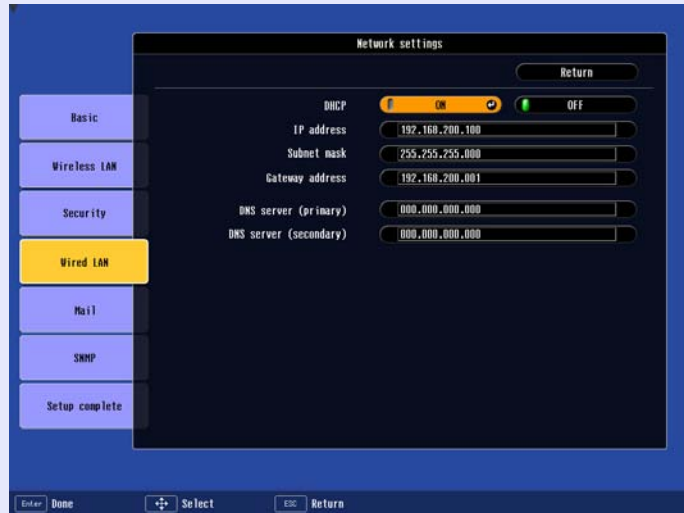 Network settings
Return
DHCP ON OFF
IP address 192.168.200.100
Subnet mask 255.255.255.000
Gateway address 192.168.200.001
DNS server (primary) 000.000.000.000
DNS server (secondary) 000.000.000.000
Basic
Wireless LAN
Security
Wired LAN
Mail
SNMP
Setup complete
Enter Done Select ESC Return